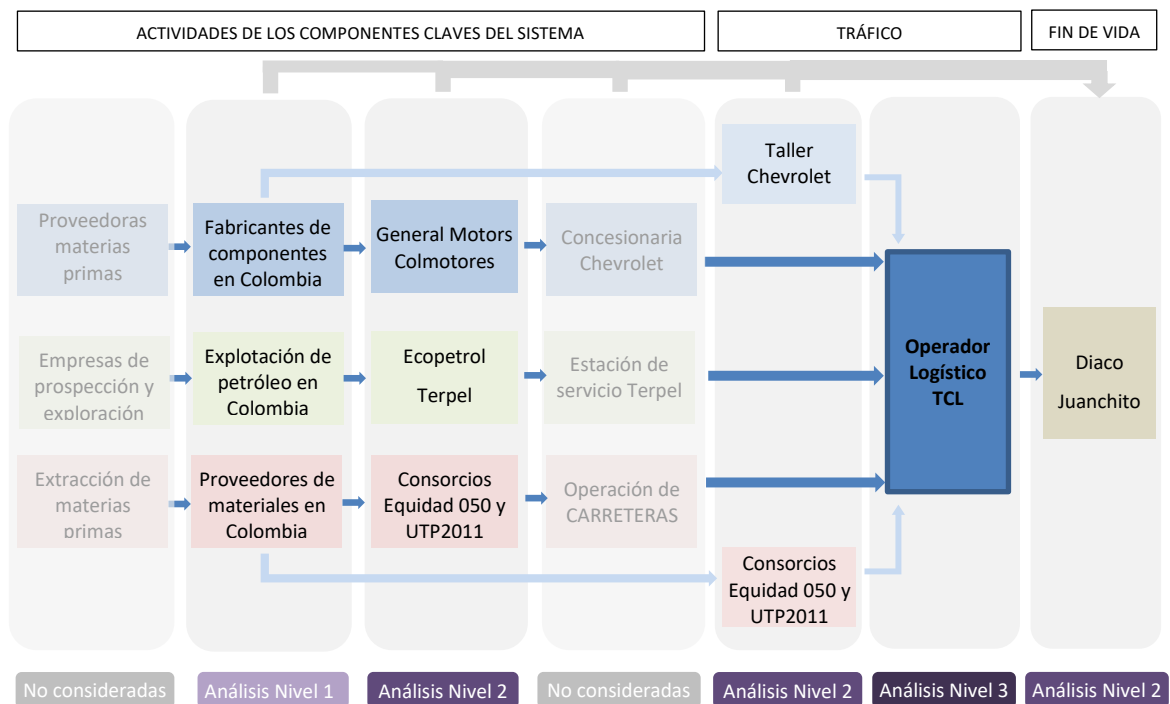 ACTIVIDADES DE LOS COMPONENTES CLAVES DEL SISTEMA
TRÁFICO
FIN DE VIDA
Taller
Chevrolet
Proveedoras
materias
primas
Fabricantes de
componentes
en Colombia
General Motors
Colmotores
Concesionaria
Chevrolet
Empresas de
prospección y
exploración
Explotación de
petróleo en
Colombia
Ecopetrol
Terpel
Estación de
servicio Terpel
Operador
Logístico
TCL
Diaco
Juanchito
Extracción de
materias
primas
Proveedores de
materiales en
Colombia
Consorcios
Equidad 050 y
UTP2011
Operación de
CARRETERAS
Consorcios
Equidad 050 y
UTP2011
No consideradas
Análisis Nivel 1
Análisis Nivel 2
No consideradas
Análisis Nivel 2
Análisis Nivel 3
Análisis Nivel 2